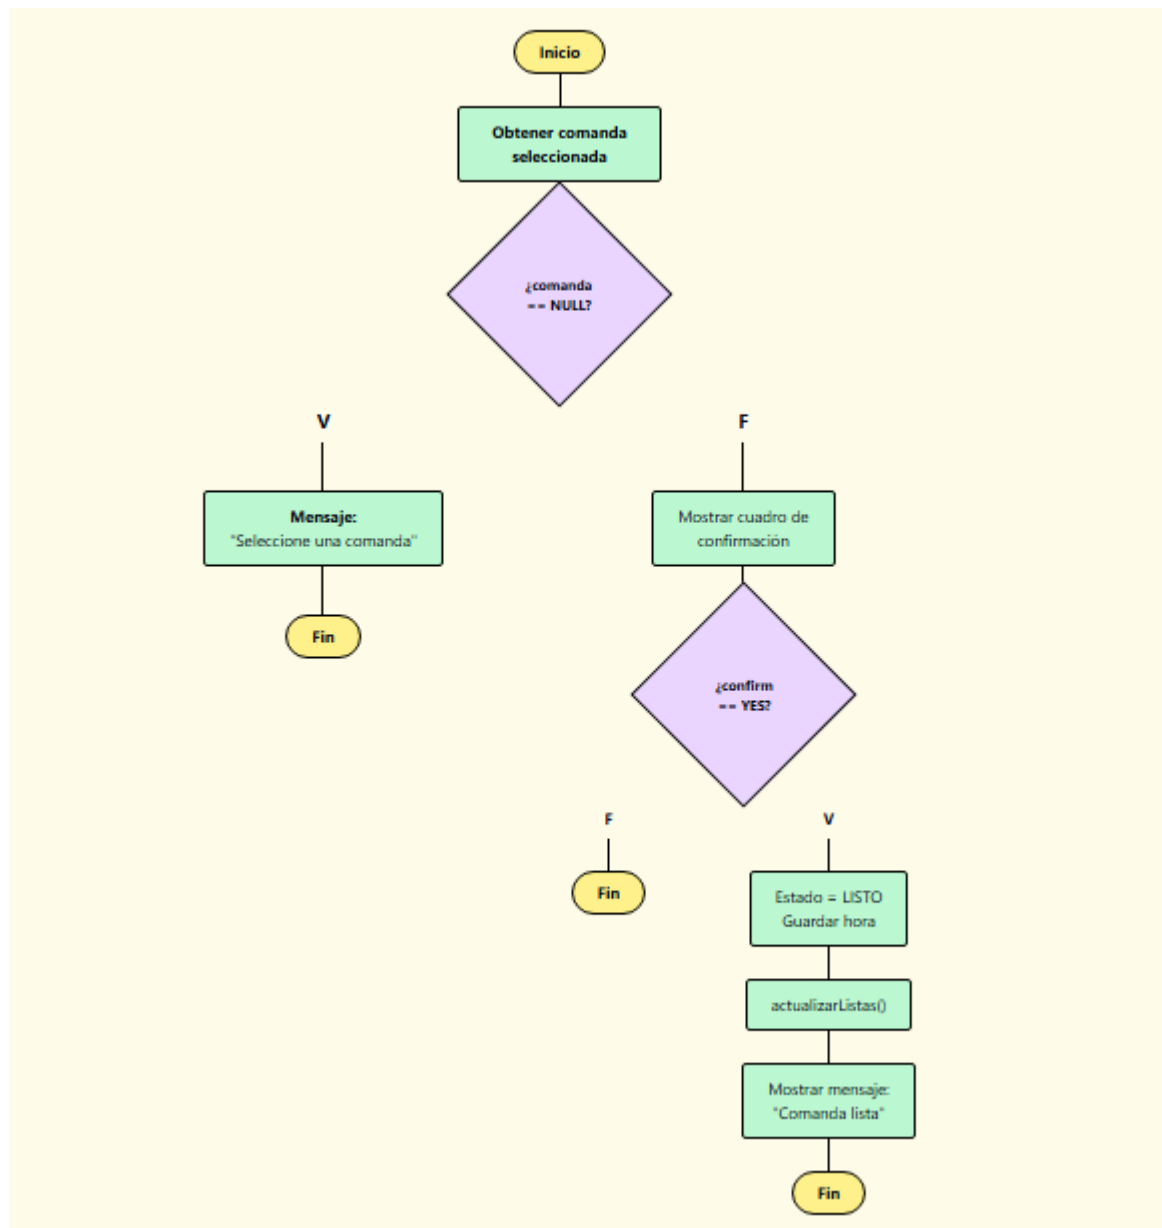 Inicio
Obtener comanda
seleccionada
¿comanda
== NULL?
V
F
Mensaje:
"Seleccione una comanda"
Mostrar cuadro de
confirmación
Fin
¿confirm
== YES?
F
V
Fin
Estado = LISTO
Guardar hora
actualizarListas()
Mostrar mensaje:
"Comanda lista"
Fin